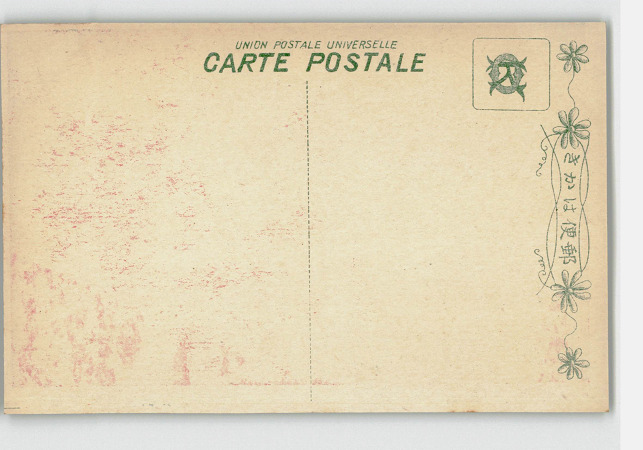 UNION POSTALE UNIVERSELLE
CARTE POSTALE
きかは便郵